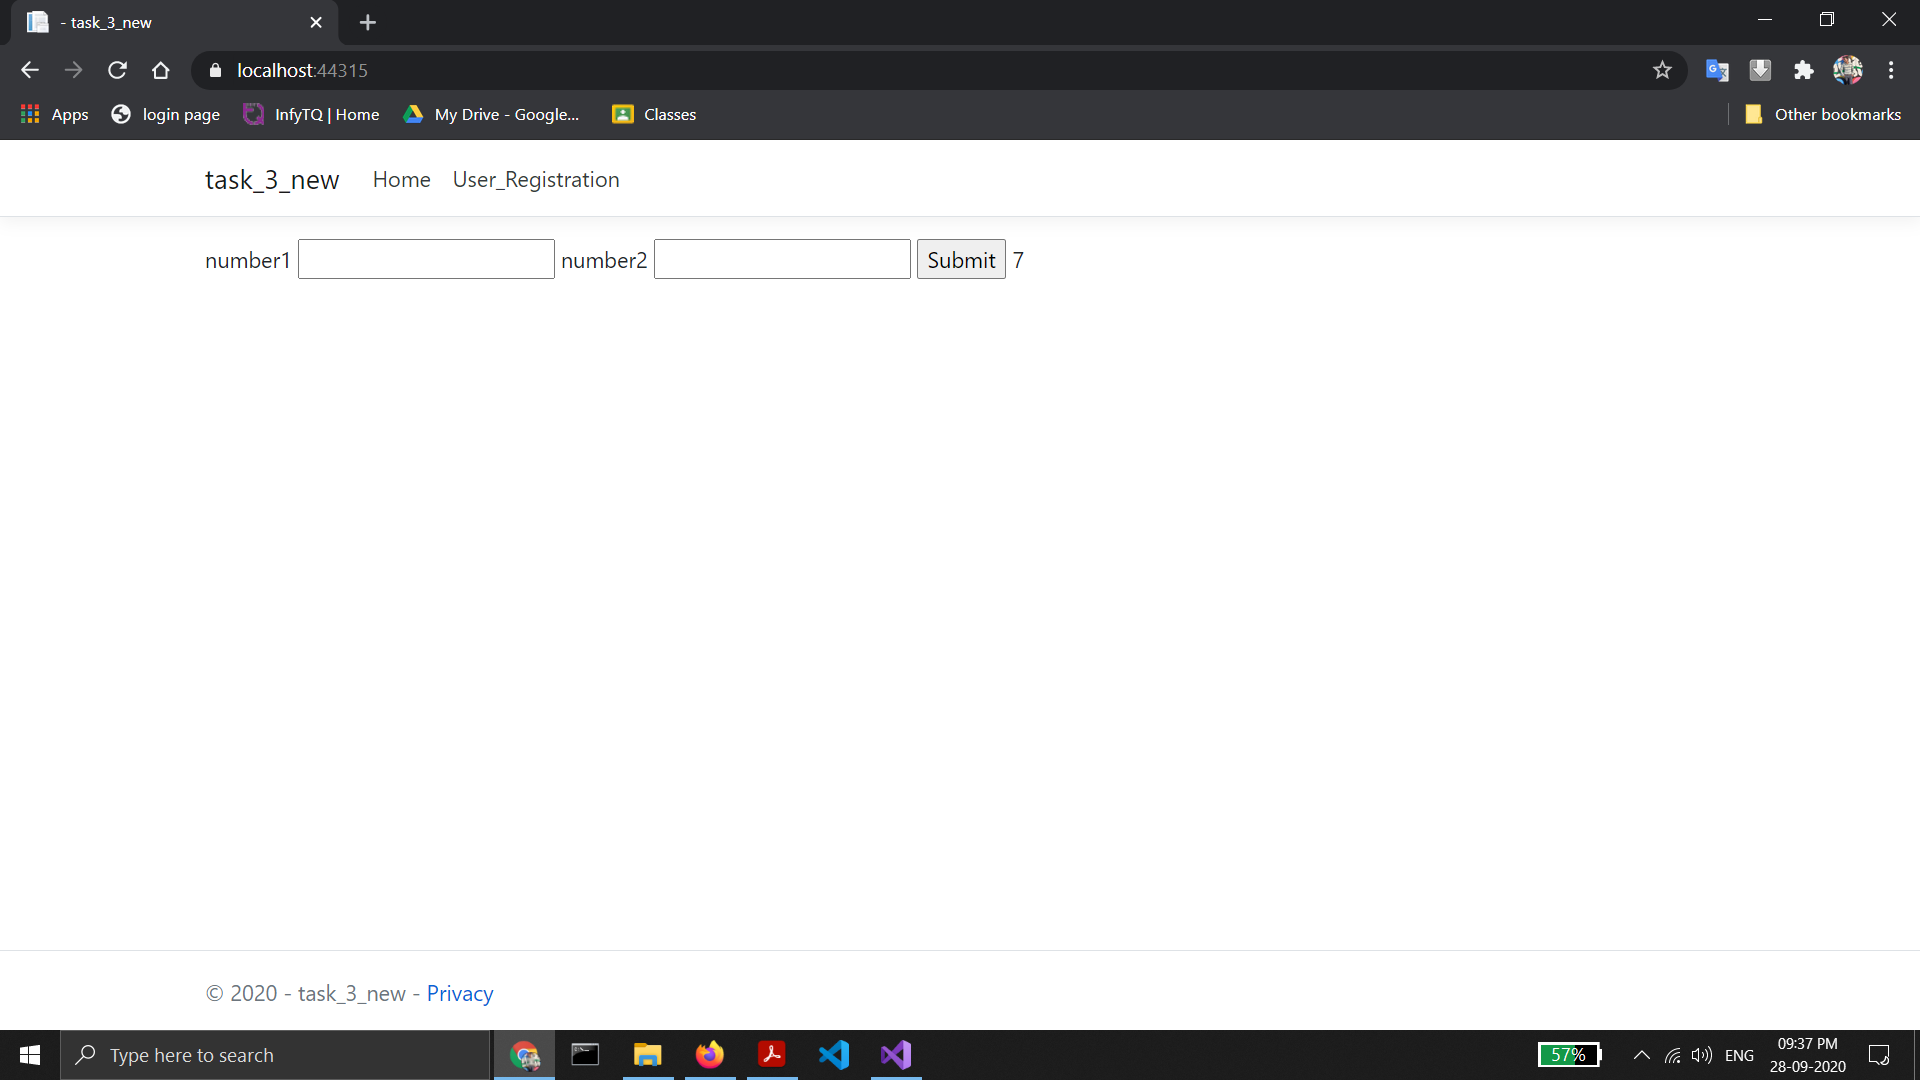 - task_3_new
localhost:44315
Apps login page InfyTQ | Home My Drive - Google... Classes Other bookmarks
task_3_new Home User_Registration
number1 number2 Submit 7
© 2020 - task_3_new - Privacy
Type here to search 57% ENG 09:37 PM
28-09-2020